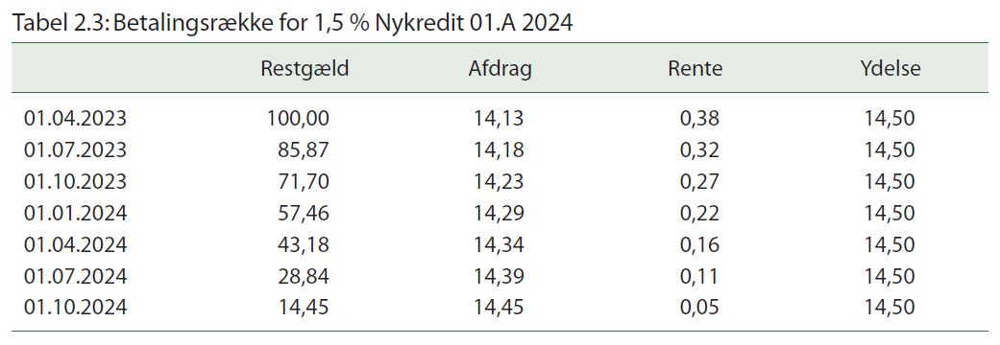 Tabel 2.3: Betalingsrække for 1,5 % Nykredit 01.A 2024
Restgæld Afdrag Rente Ydelse
01.04.2023 100,00 14,13 0,38 14,50
01.07.2023 85,87 14,18 0,32 14,50
01.10.2023 71,70 14,23 0,27 14,50
01.01.2024 57,46 14,29 0,22 14,50
01.04.2024 43,18 14,34 0,16 14,50
01.07.2024 28,84 14,39 0,11 14,50
01.10.2024 14,45 14,45 0,05 14,50